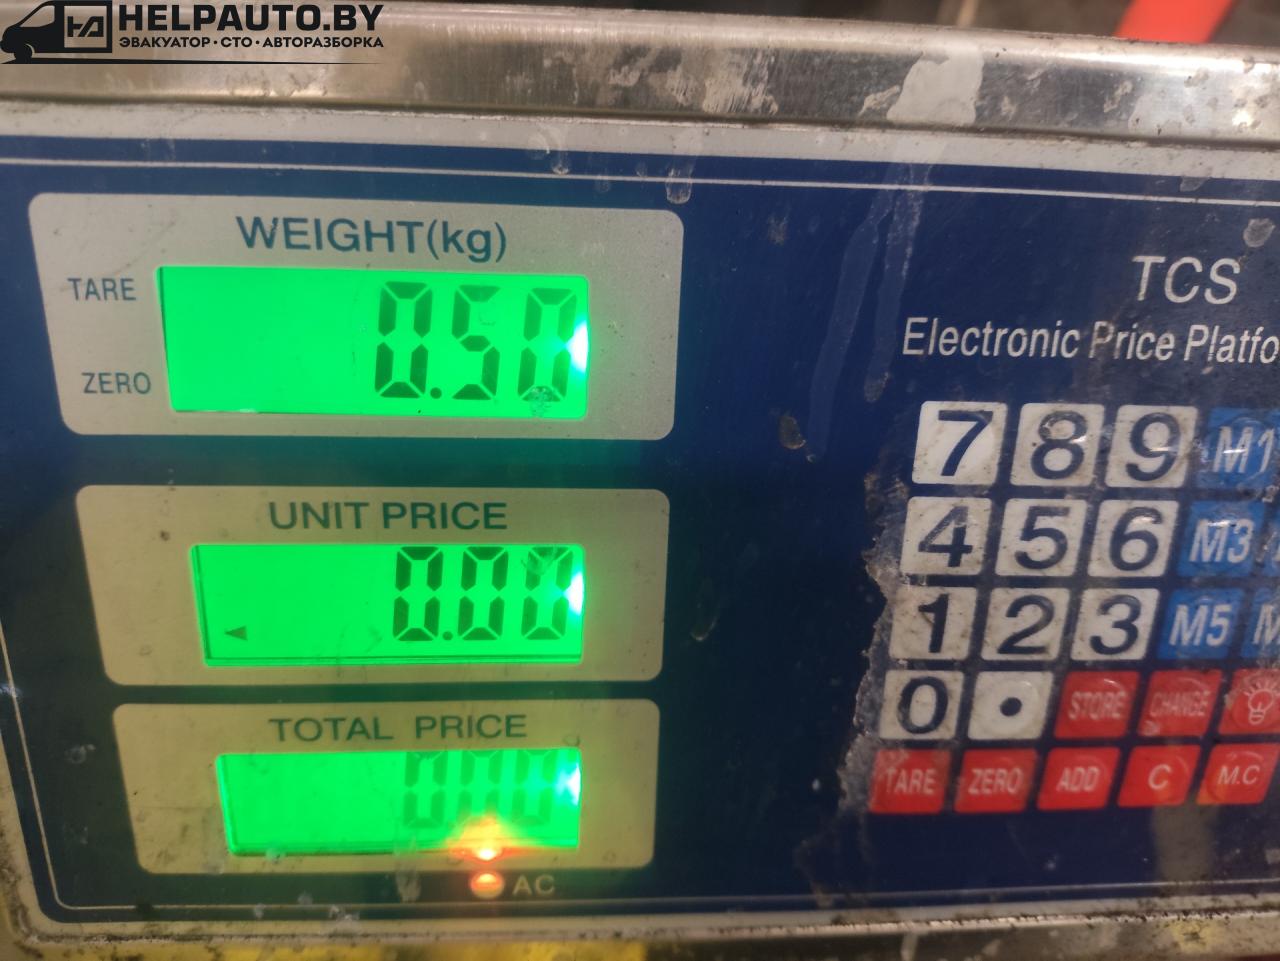 HA HELPAUTO.BY
ЭВАКУАТОР • СТО • АВТОРАЗБОРКА
WEIGHT(kg)
TARE
0.50
ZERO
UNIT PRICE
0.00
TOTAL PRICE
0.00
AC
TCS
Electronic Price Platfo
7 8 9 M1
4 5 6 M3
1 2 3 M5
0 • STORE CHANGE
TARE ZERO ADD C M.C